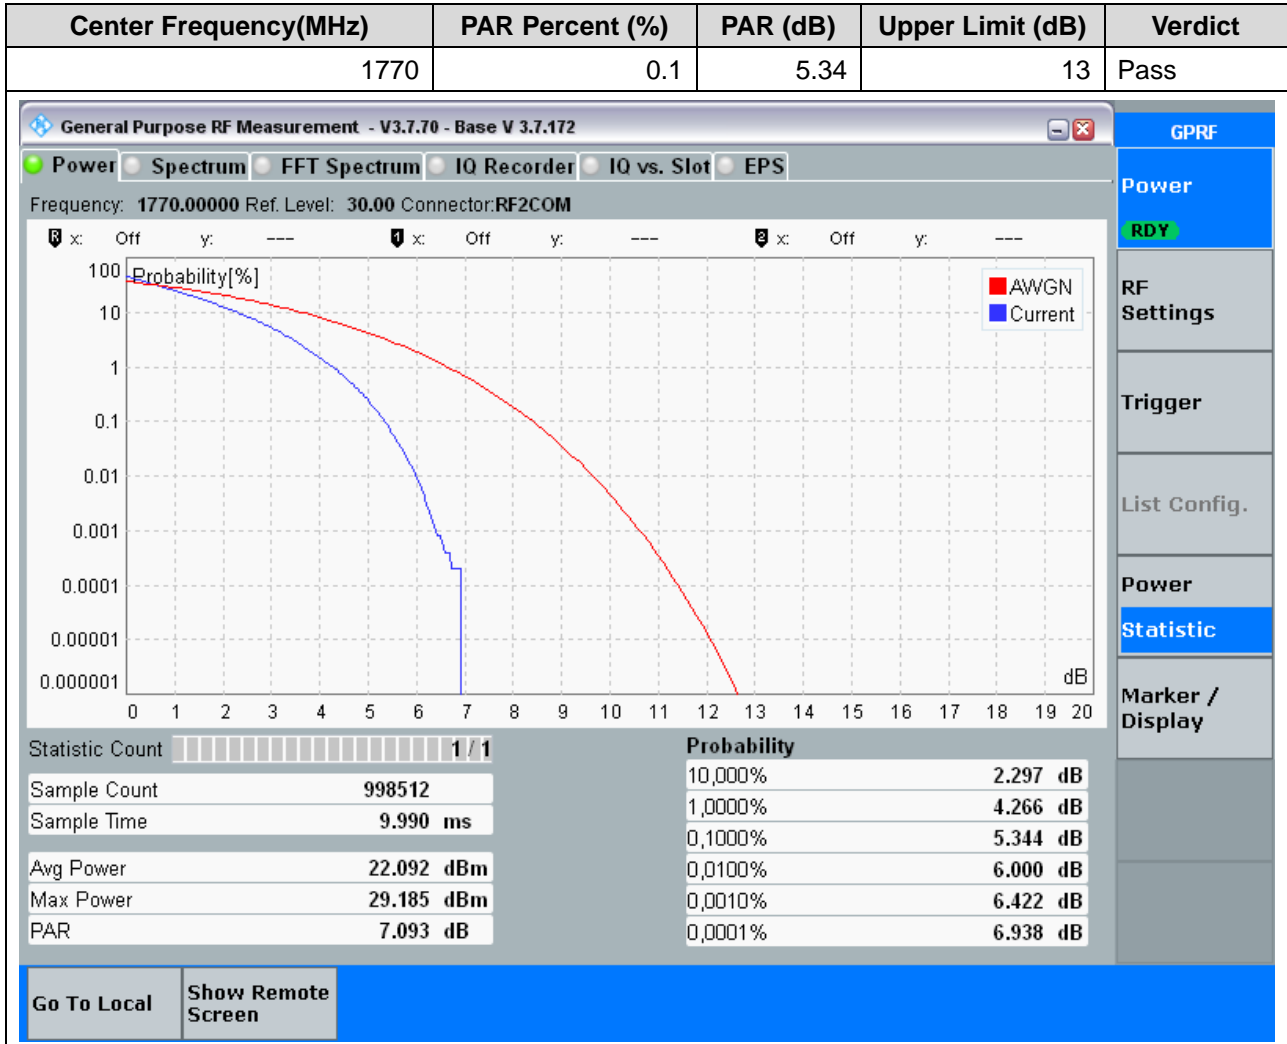 Center Frequency(MHz) PAR Percent (%) PAR (dB) Upper Limit (dB) Verdict
1770 0.1 5.34 13 Pass
General Purpose RF Measurement - V3.7.70 - Base V 3.7.172
GPRF
Power Spectrum FFT Spectrum IQ Recorder IQ vs. Slot EPS
Frequency: 1770.00000 Ref. Level: 30.00 Connector:RF2COM
R x: Off y: --- 1 x: Off y: --- 2 x: Off y: ---
Power
RDY
RF
Settings
Trigger
List Config.
Power
Statistic
Marker /
Display
Probability[%]
AWGN
Current
100
10
1
0.1
0.01
0.001
0.0001
0.00001
0.000001
dB
0 1 2 3 4 5 6 7 8 9 10 11 12 13 14 15 16 17 18 19 20
Statistic Count 1 / 1
Sample Count 998512
Sample Time 9.990 ms
Avg Power 22.092 dBm
Max Power 29.185 dBm
PAR 7.093 dB
Probability
10,000% 2.297 dB
1,0000% 4.266 dB
0,1000% 5.344 dB
0,0100% 6.000 dB
0,0010% 6.422 dB
0,0001% 6.938 dB
Go To Local
Show Remote
Screen